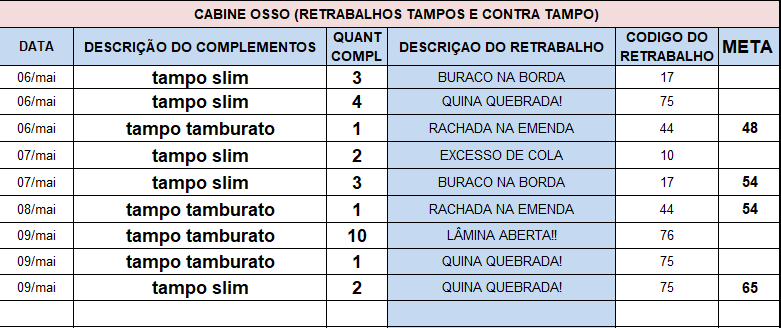 CABINE OSSO (RETRABALHOS TAMPOS E CONTRA TAMPO)
DATA DESCRIÇÃO DO COMPLEMENTOS QUANT COMPL DESCRIÇAO DO RETRABALHO CODIGO DO RETRABALHO META
06/mai tampo slim 3 BURACO NA BORDA 17
06/mai tampo slim 4 QUINA QUEBRADA! 75
06/mai tampo tamburato 1 RACHADA NA EMENDA 44 48
07/mai tampo slim 2 EXCESSO DE COLA 10
07/mai tampo slim 3 BURACO NA BORDA 17 54
08/mai tampo tamburato 1 RACHADA NA EMENDA 44 54
09/mai tampo tamburato 10 LÂMINA ABERTA!! 76
09/mai tampo tamburato 1 QUINA QUEBRADA! 75
09/mai tampo slim 2 QUINA QUEBRADA! 75 65